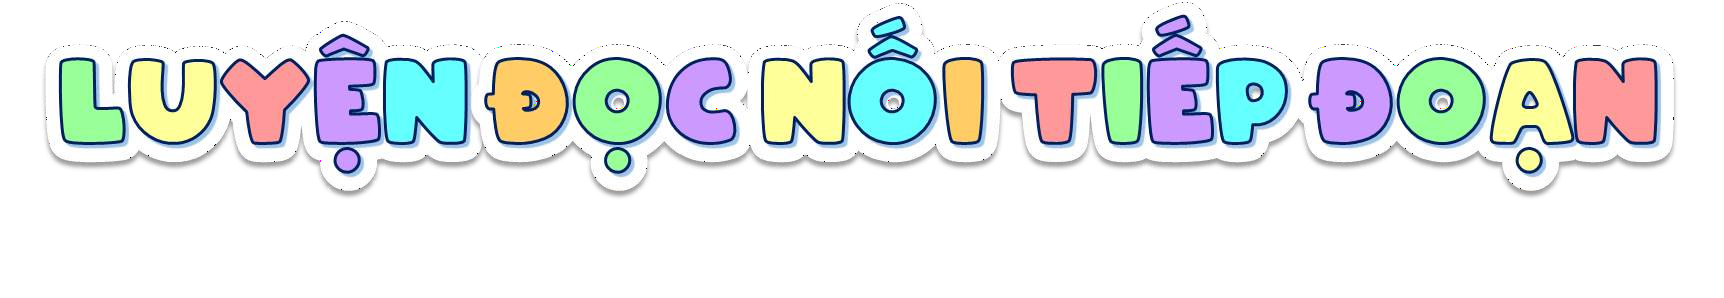 LUYỆN ĐỌC NỐI TIẾP ĐOẠN